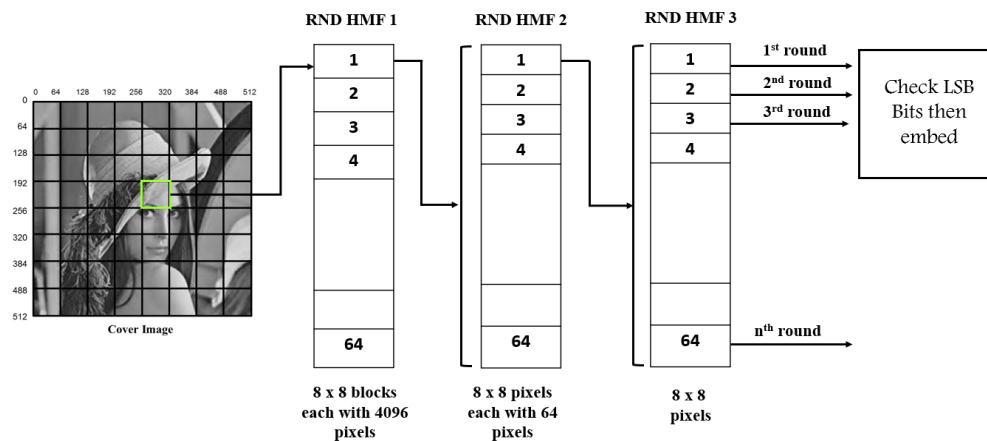 RND HMF 1
RND HMF 2
RND HMF 3
0 64 128 192 256 320 384 488 512
0
64
128
192
256
320
384
488
512
Cover Image
1
2
3
4
64
8 x 8 blocks
each with 4096
pixels
1
2
3
4
64
8 x 8 pixels
each with 64
pixels
1
2
3
4
64
8 x 8
pixels
1st round
2nd round
3rd round
nth round
Check LSB
Bits then
embed